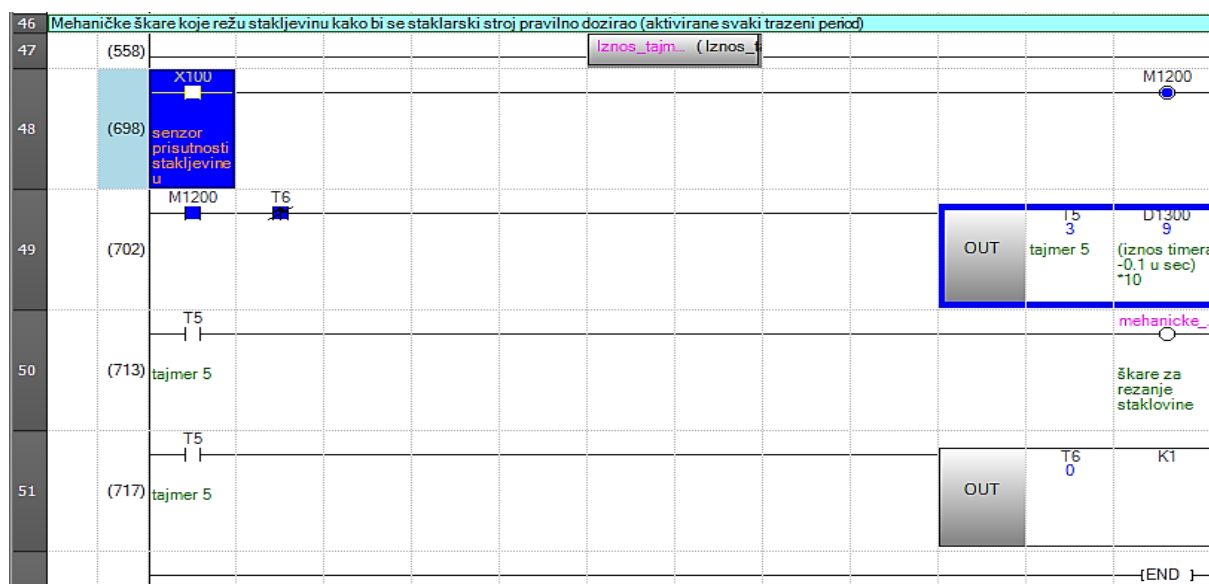 46 Mehaničke škare koje režu stakljevinu kako bi se staklarski stroj pravilno dozirao (aktivirane svaki trazeni period)
47 (558) Iznos_tajm... (Iznos_t
X100 M1200
48 (698) senzor
prisutnosti
stakljevine
u
M1200 T6
T5 D1300
3 9
49 (702) OUT tajmer 5 (iznos timera
-0.1 u sec)
*10
T5 mehanicke_..
50 (713) tajmer 5 škare za
rezanje
staklovine
T5
T6 K1
0
51 (717) tajmer 5 OUT
{END }